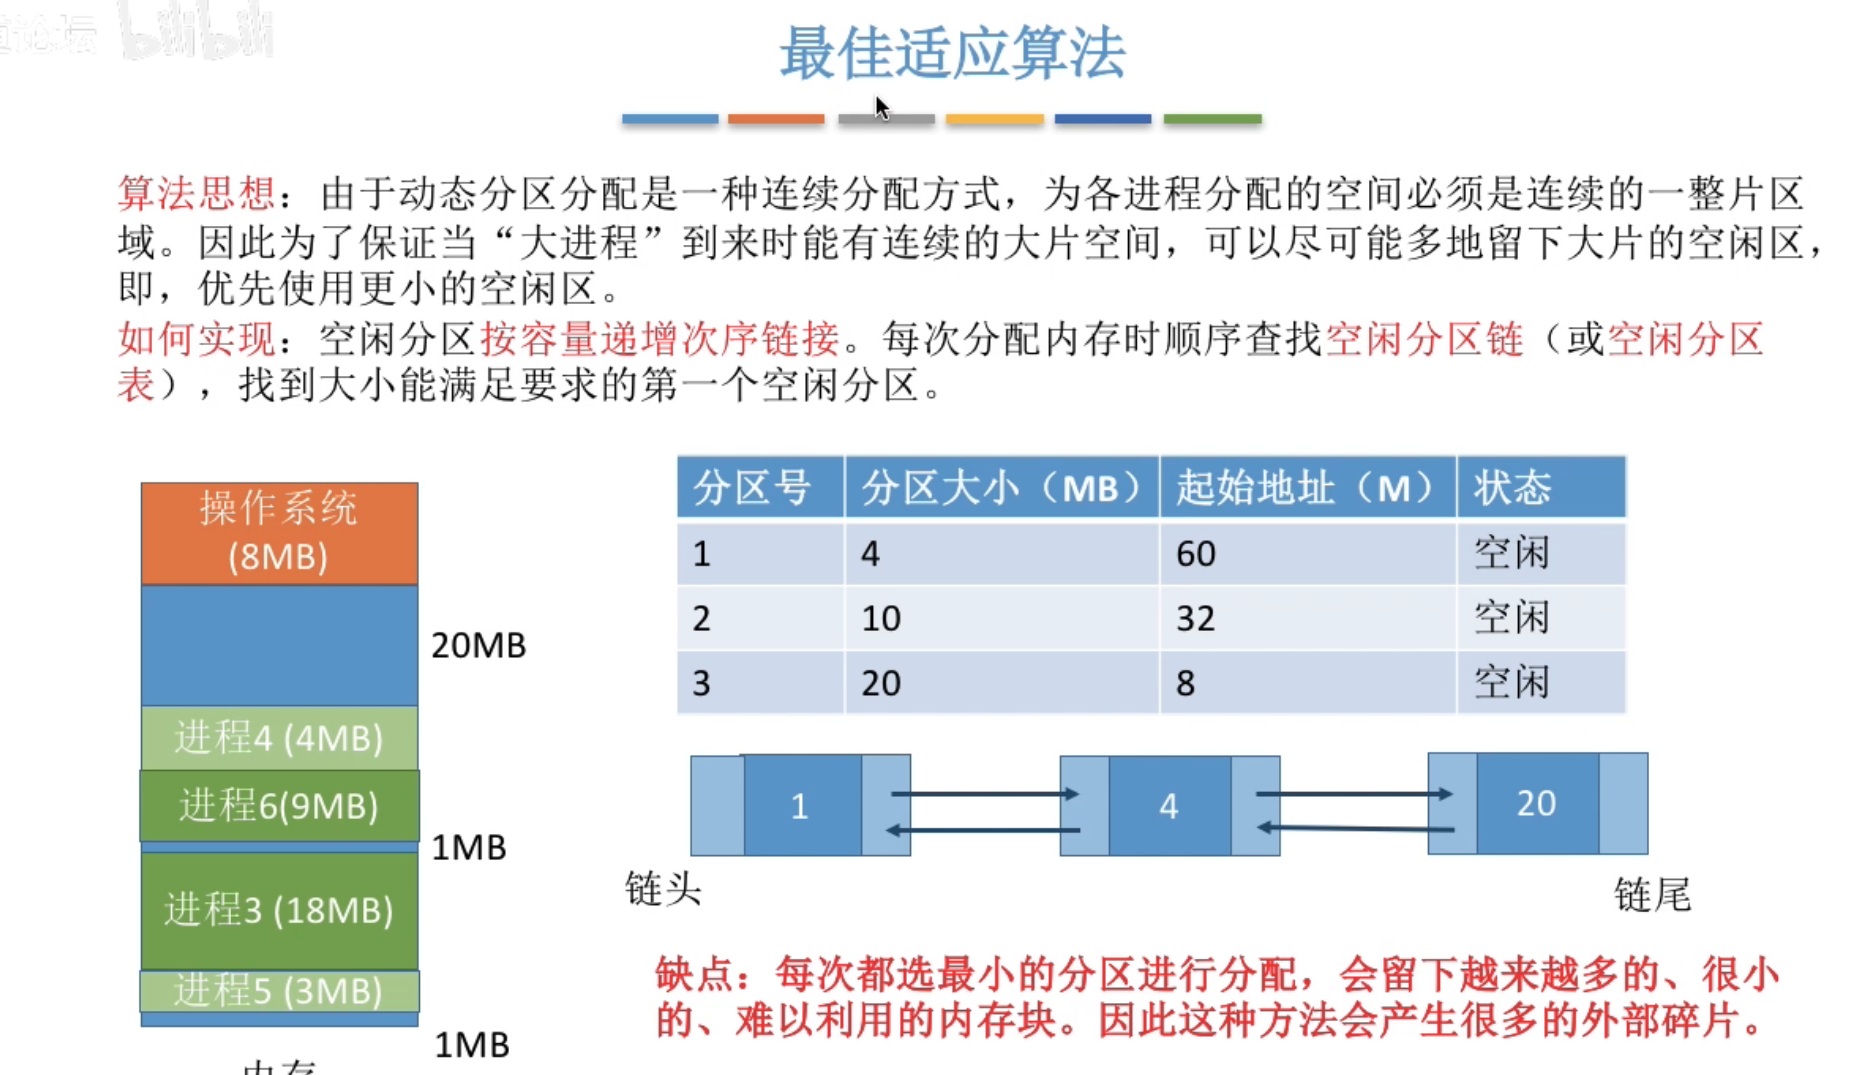 论坛 bilibili
最佳适应算法
算法思想：由于动态分区分配是一种连续分配方式，为各进程分配的空间必须是连续的一整片区
域。因此为了保证当“大进程”到来时能有连续的大片空间，可以尽可能多地留下大片的空闲区，
即，优先使用更小的空闲区。
如何实现：空闲分区按容量递增次序链接。每次分配内存时顺序查找空闲分区链（或空闲分区
表），找到大小能满足要求的第一个空闲分区。
操作系统
(8MB)
20MB
进程4 (4MB)
进程6(9MB)
1MB
进程3 (18MB)
进程5 (3MB)
1MB
内存
分区号 分区大小（MB） 起始地址（M） 状态
1 4 60 空闲
2 10 32 空闲
3 20 8 空闲
1 4 20
链头 链尾
缺点：每次都选最小的分区进行分配，会留下越来越多的、很小
的、难以利用的内存块。因此这种方法会产生很多的外部碎片。